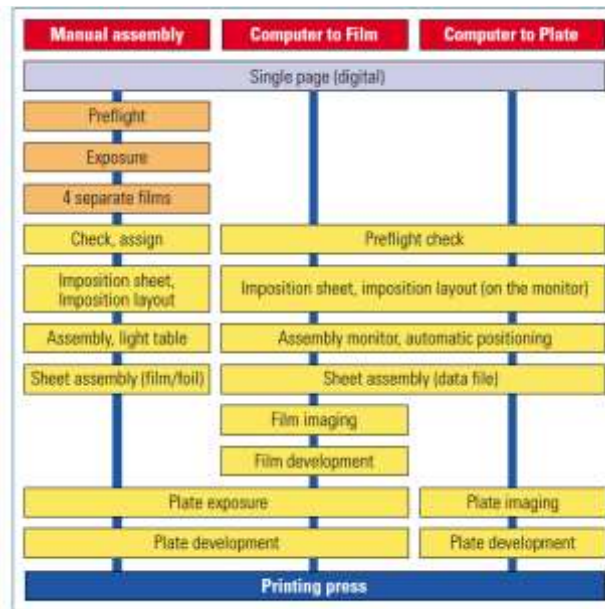 Manual assembly
Computer to Film
Computer to Plate
Single page (digital)
Preflight
Exposure
4 separate films
Check, assign
Preflight check
Imposition sheet,
Imposition layout
Imposition sheet, imposition layout (on the monitor)
Assembly, light table
Assembly monitor, automatic positioning
Sheet assembly (film/foil)
Sheet assembly (data file)
Film imaging
Film development
Plate exposure
Plate imaging
Plate development
Plate development
Printing press